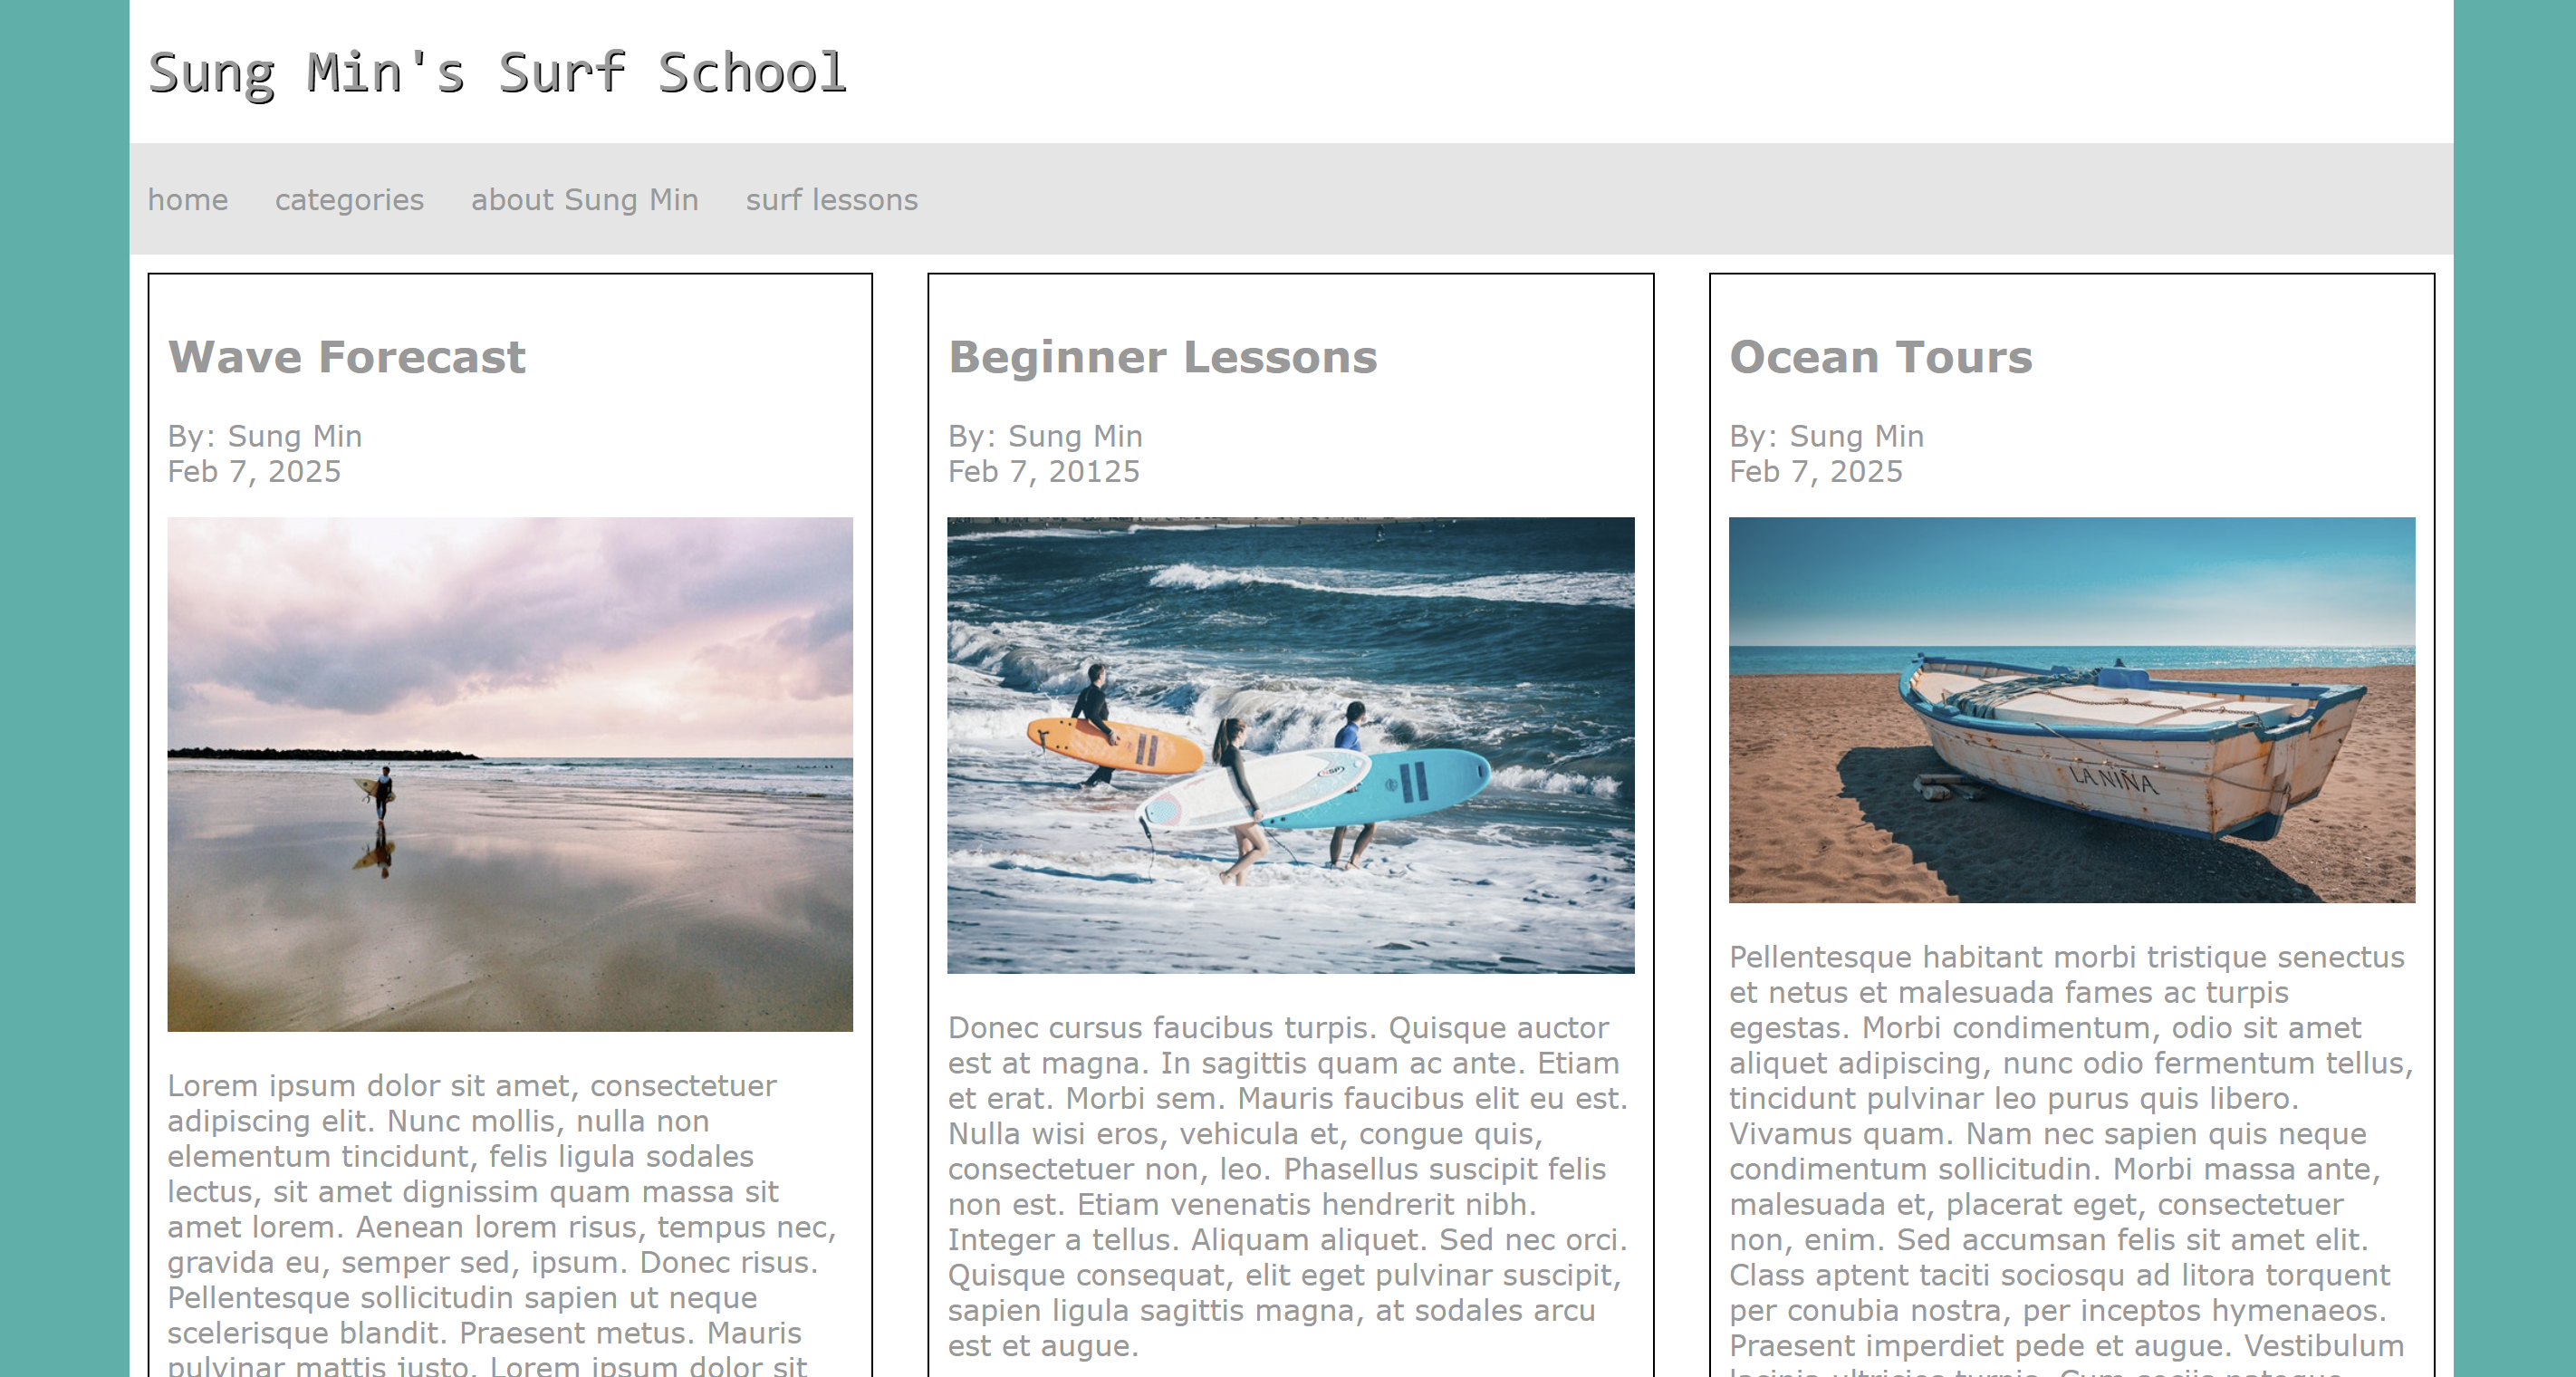 Sung Min's Surf School
home categories about Sung Min surf lessons
Wave Forecast
By: Sung Min
Feb 7, 2025
Lorem ipsum dolor sit amet, consectetuer
adipiscing elit. Nunc mollis, nulla non
elementum tincidunt, felis ligula sodales
lectus, sit amet dignissim quam massa sit
amet lorem. Aenean lorem risus, tempus nec,
gravida eu, semper sed, ipsum. Donec risus.
Pellentesque sollicitudin sapien ut neque
scelerisque blandit. Praesent metus. Mauris
pulvinar mattis justo. Lorem ipsum dolor sit
Beginner Lessons
By: Sung Min
Feb 7, 20125
NSP
Donec cursus faucibus turpis. Quisque auctor
est at magna. In sagittis quam ac ante. Etiam
et erat. Morbi sem. Mauris faucibus elit eu est.
Nulla wisi eros, vehicula et, congue quis,
consectetuer non, leo. Phasellus suscipit felis
non est. Etiam venenatis hendrerit nibh.
Integer a tellus. Aliquam aliquet. Sed nec orci.
Quisque consequat, elit eget pulvinar suscipit,
sapien ligula sagittis magna, at sodales arcu
est et augue.
Ocean Tours
By: Sung Min
Feb 7, 2025
LA NIÑA
Pellentesque habitant morbi tristique senectus
et netus et malesuada fames ac turpis
egestas. Morbi condimentum, odio sit amet
aliquet adipiscing, nunc odio fermentum tellus,
tincidunt pulvinar leo purus quis libero.
Vivamus quam. Nam nec sapien quis neque
condimentum sollicitudin. Morbi massa ante,
malesuada et, placerat eget, consectetuer
non, enim. Sed accumsan felis sit amet elit.
Class aptent taciti sociosqu ad litora torquent
per conubia nostra, per inceptos hymenaeos.
Praesent imperdiet pede et augue. Vestibulum